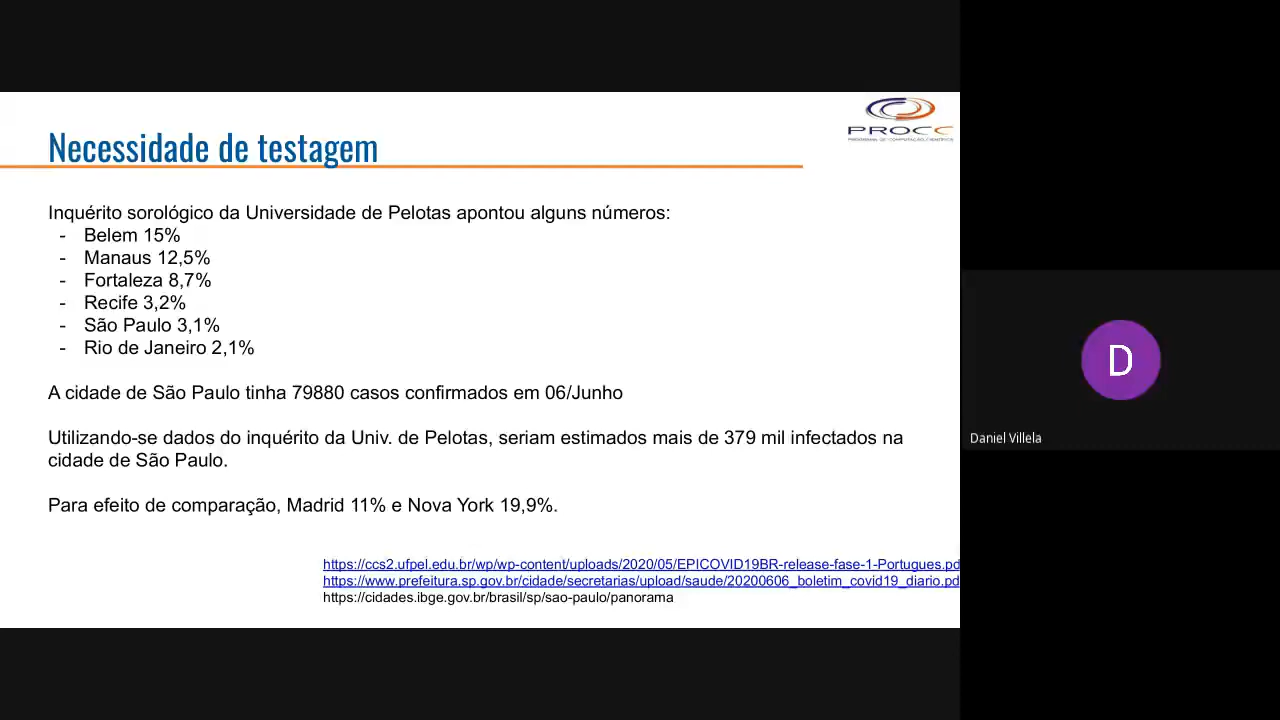 Necessidade de testagem
PROCC
Inquérito sorológico da Universidade de Pelotas apontou alguns números:
- Belem 15%
- Manaus 12,5%
- Fortaleza 8,7%
- Recife 3,2%
- São Paulo 3,1%
- Rio de Janeiro 2,1%
A cidade de São Paulo tinha 79880 casos confirmados em 06/Junho
Utilizando-se dados do inquérito da Univ. de Pelotas, seriam estimados mais de 379 mil infectados na
cidade de São Paulo.
Para efeito de comparação, Madrid 11% e Nova York 19,9%.
https://ccs2.ufpel.edu.br/wp/wp-content/uploads/2020/05/EPICOVID19BR-release-fase-1-Portugues.pd
https://www.prefeitura.sp.gov.br/cidade/secretarias/upload/saude/20200606_boletim_covid19_diario.pd
https://cidades.ibge.gov.br/brasil/sp/sao-paulo/panorama
D
Daniel Villela